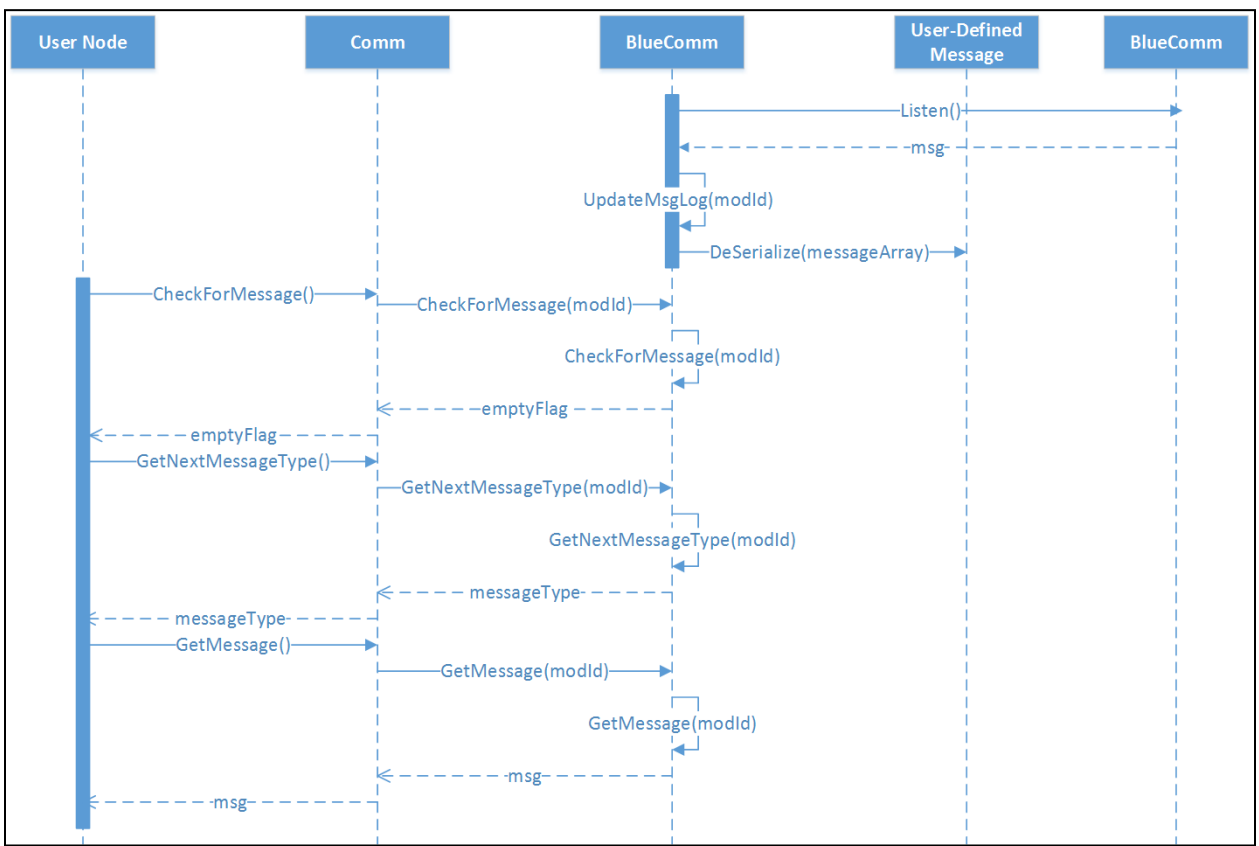 User Node
Comm
BlueComm
User-Defined
Message
BlueComm
Listen()
msg
UpdateMsgLog(modId)
DeSerialize(messageArray)
CheckForMessage()
CheckForMessage(modId)
CheckForMessage(modId)
emptyFlag
emptyFlag
GetNextMessageType()
GetNextMessageType(modId)
GetNextMessageType(modId)
messageType
messageType
GetMessage()
GetMessage(modId)
GetMessage(modId)
msg
msg